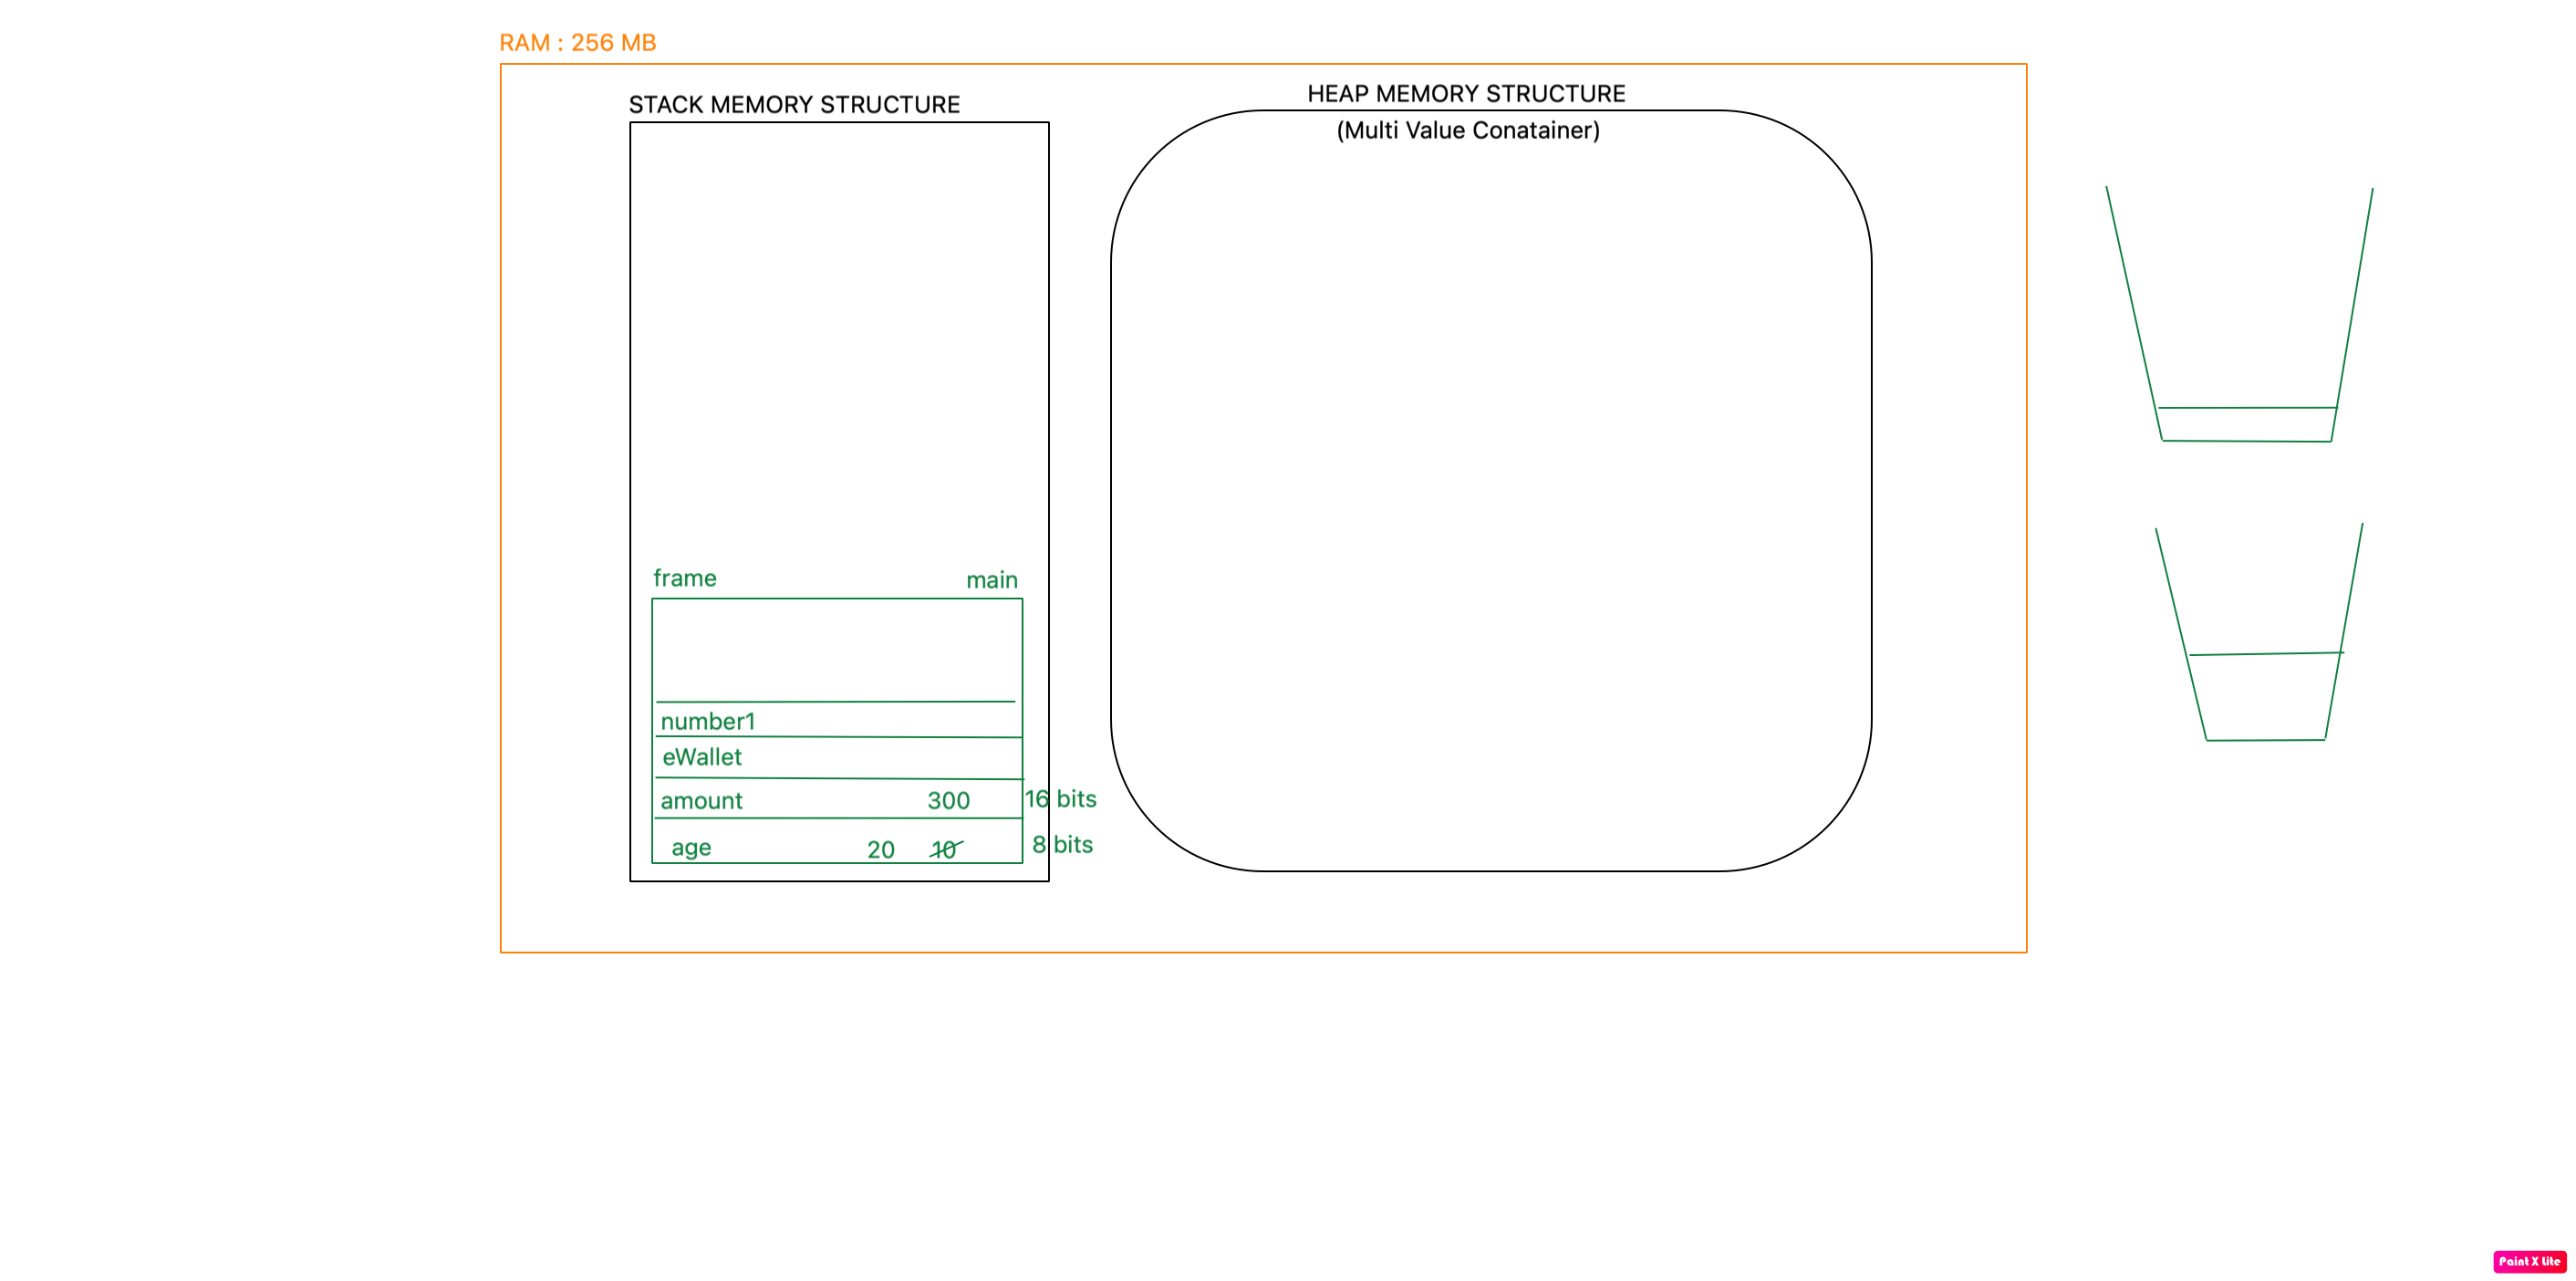 RAM : 256 MB
STACK MEMORY STRUCTURE
HEAP MEMORY STRUCTURE
(Multi Value Conatainer)
frame main
number1
eWallet
amount 300 16 bits
age 20 10 8 bits
Paint X Lite